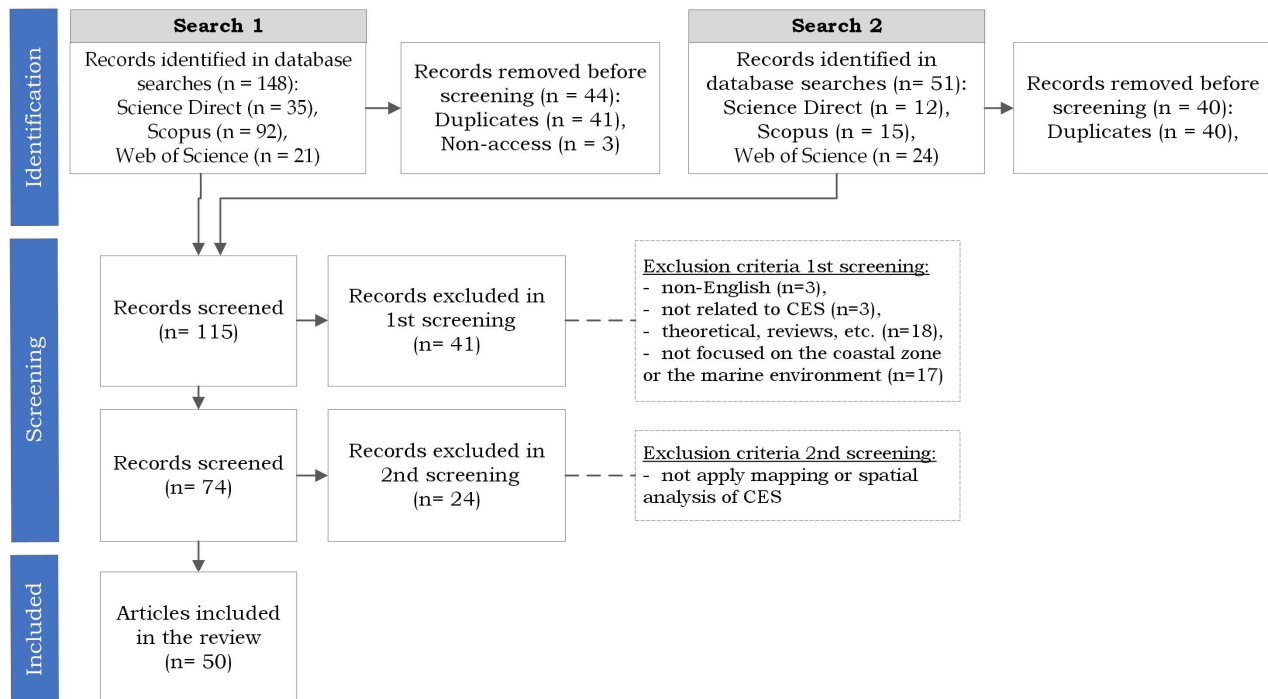 Identification
Search 1
Records identified in database
searches (n = 148):
Science Direct (n = 35),
Scopus (n = 92),
Web of Science (n = 21)
Records removed before
screening (n = 44):
Duplicates (n = 41),
Non-access (n = 3)
Search 2
Records identified in
database searches (n= 51):
Science Direct (n = 12),
Scopus (n = 15),
Web of Science (n = 24)
Records removed before
screening (n = 40):
Duplicates (n = 40),
Screening
Records screened
(n= 115)
Records excluded in
1st screening
(n= 41)
Exclusion criteria 1st screening:
- non-English (n=3),
- not related to CES (n=3),
- theoretical, reviews, etc. (n=18),
- not focused on the coastal zone
or the marine environment (n=17)
Records screened
(n= 74)
Records excluded in
2nd screening
(n= 24)
Exclusion criteria 2nd screening:
- not apply mapping or spatial
analysis of CES
Included
Articles included
in the review
(n= 50)